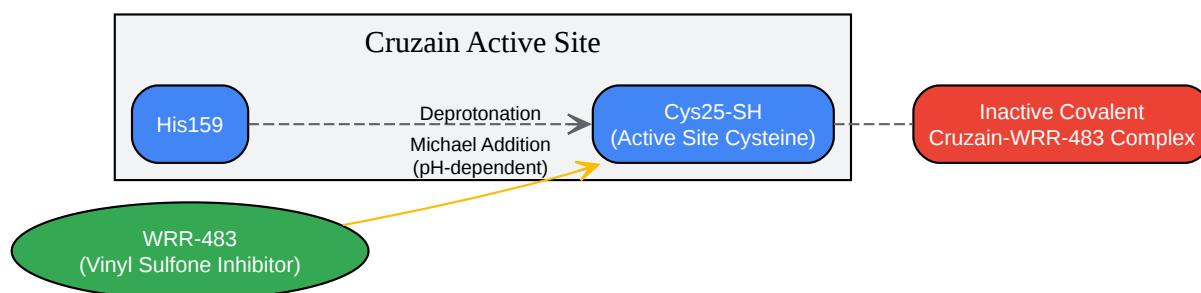 Cruzain Active Site
His159
Deprotonation
Michael Addition
(pH-dependent)
Cys25-SH
(Active Site Cysteine)
Inactive Covalent
Cruzain-WRR-483 Complex
WRR-483
(Vinyl Sulfone Inhibitor)